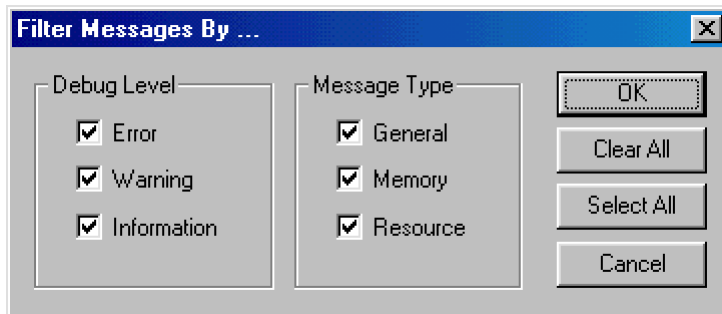 Filter Messages By ...
Debug Level
Error
Warning
Information
Message Type
General
Memory
Resource
OK
Clear All
Select All
Cancel